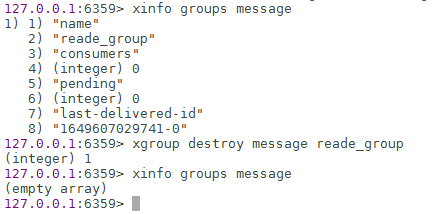 127.0.0.1:6359> xinfo groups message
1) 1) "name"
   2) "reade_group"
   3) "consumers"
   4) (integer) 0
   5) "pending"
   6) (integer) 0
   7) "last-delivered-id"
   8) "1649607029741-0"
127.0.0.1:6359> xgroup destroy message reade_group
(integer) 1
127.0.0.1:6359> xinfo groups message
(empty array)
127.0.0.1:6359>